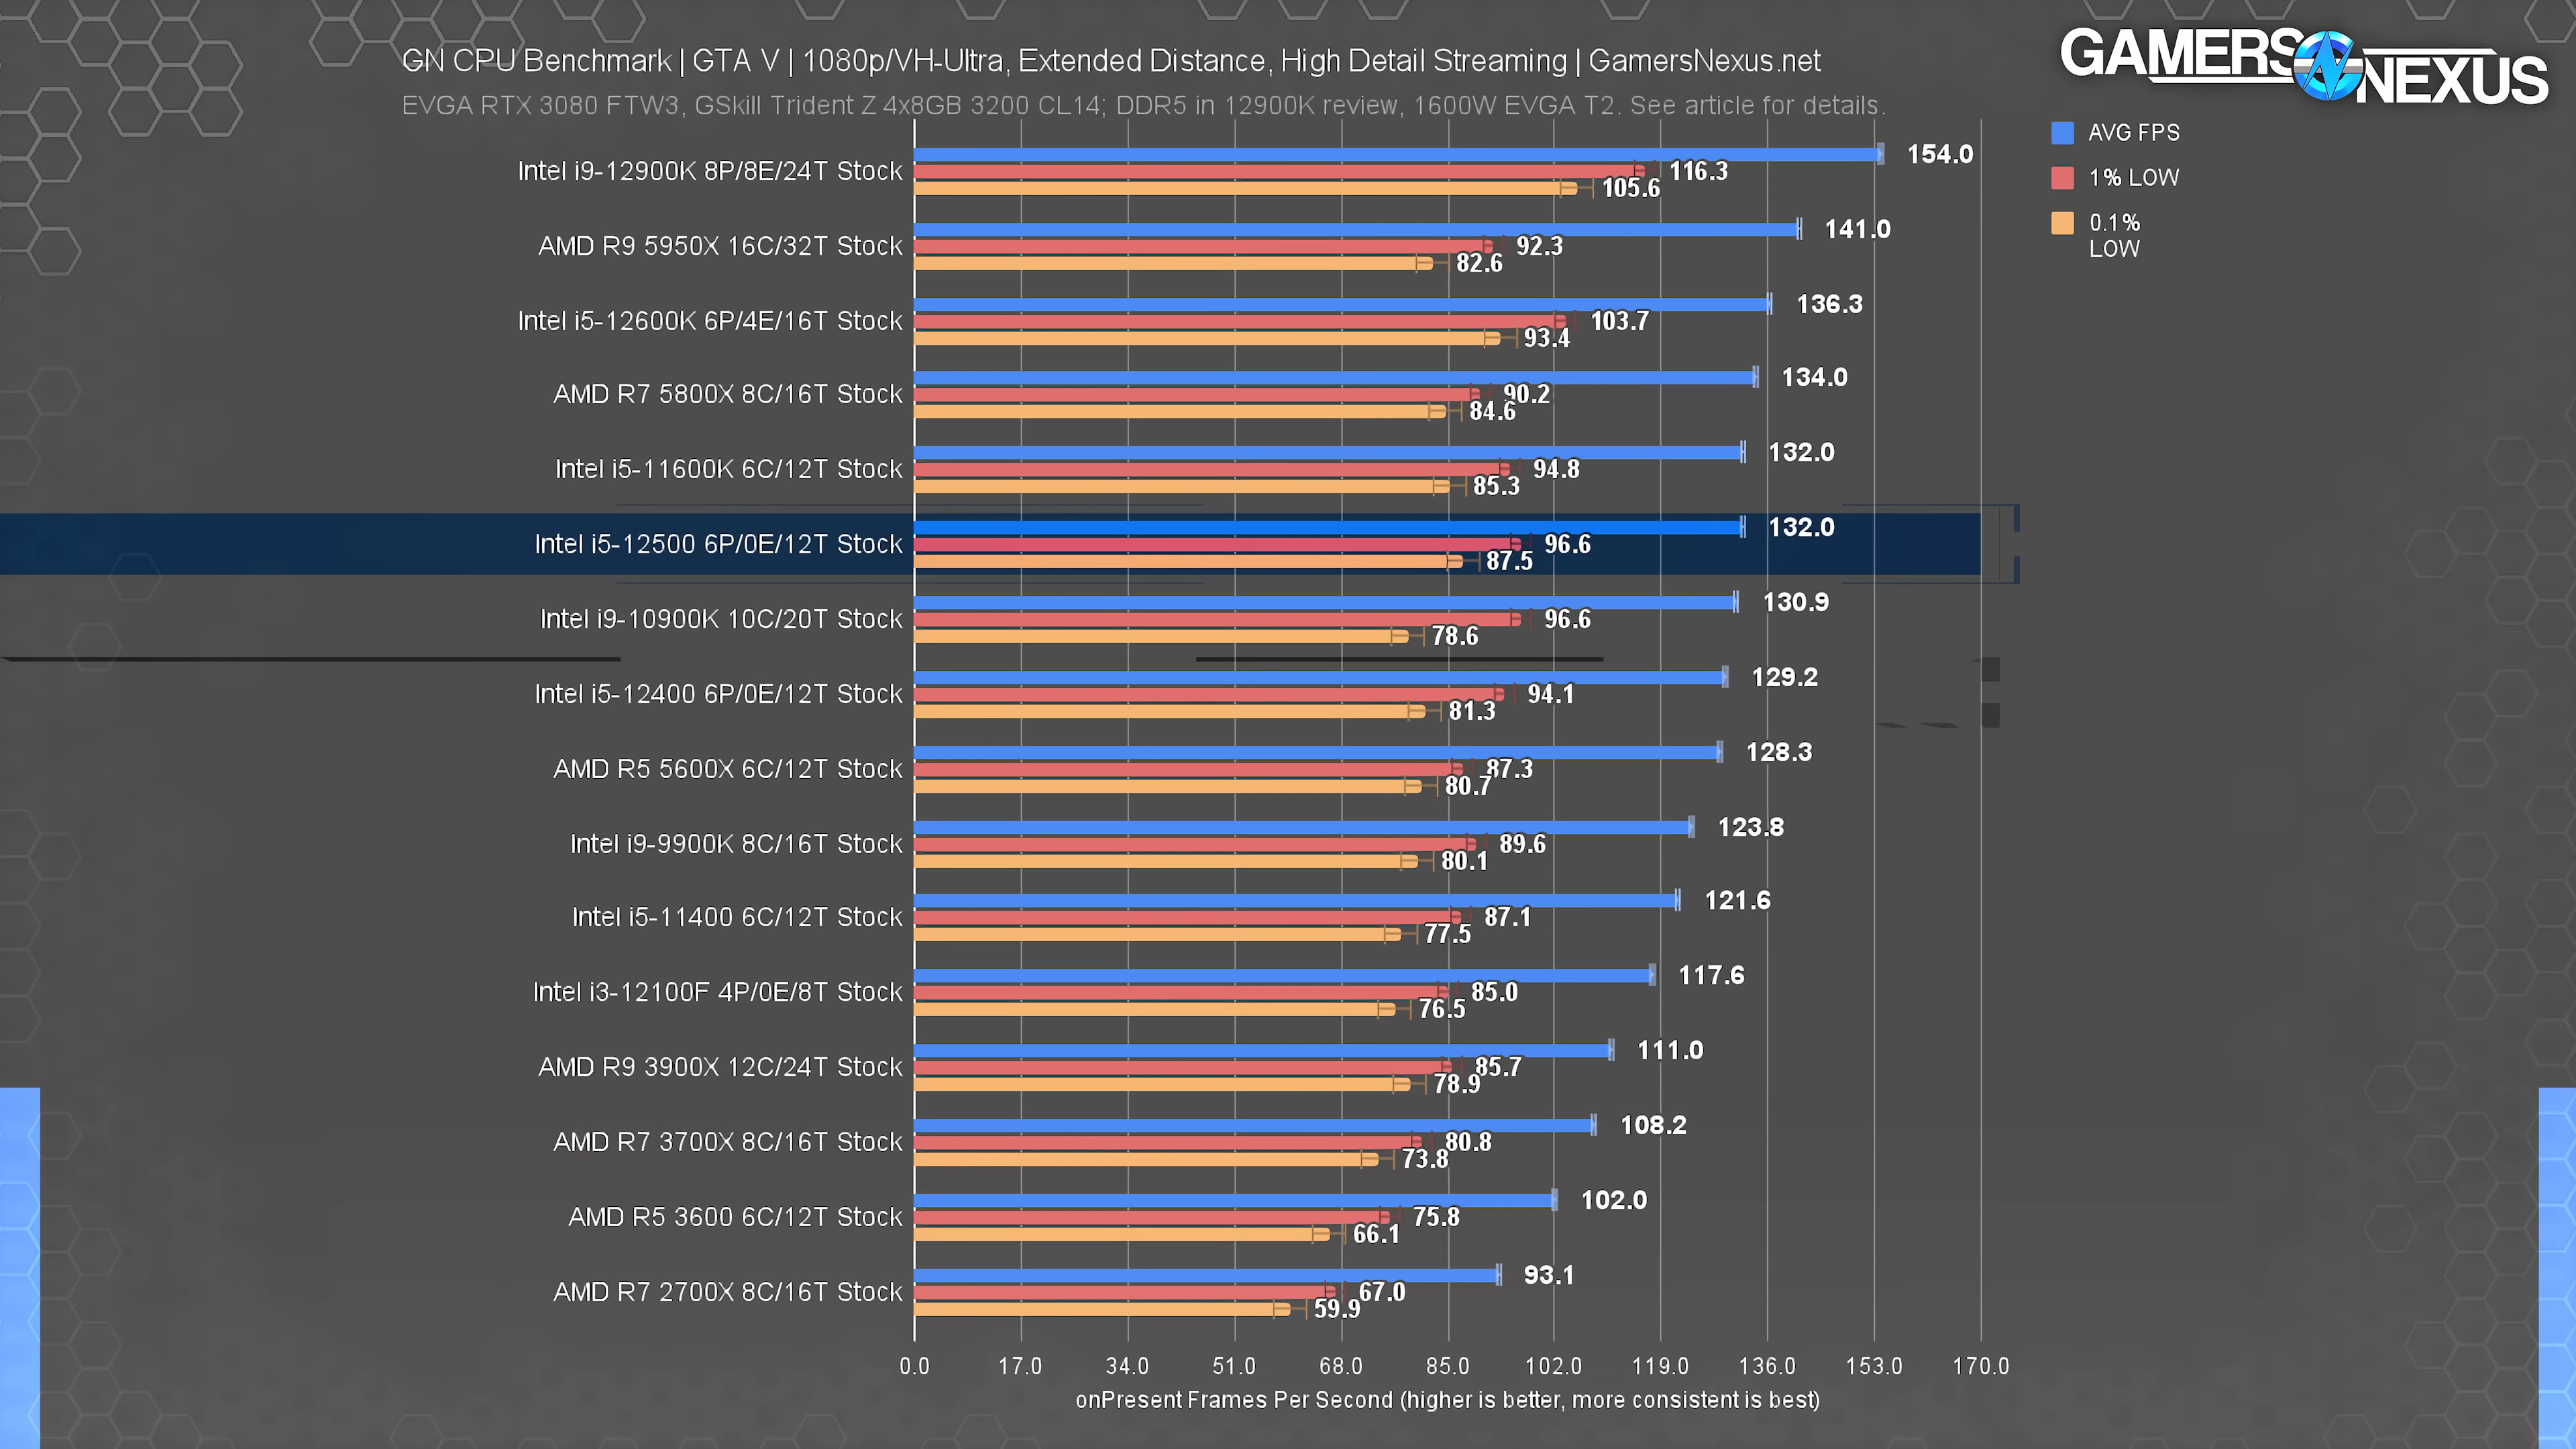 GAMERS NEXUS
GN CPU Benchmark | GTA V | 1080p/VH-Ultra, Extended Distance, High Detail Streaming | GamersNexus.net
EVGA RTX 3080 FTW3, GSkill Trident Z 4x8GB 3200 CL14; DDR5 in 12900K review, 1600W EVGA T2. See article for details.
AVG FPS
1% LOW
0.1%
LOW
Intel i9-12900K 8P/8E/24T Stock
154.0
116.3
105.6
AMD R9 5950X 16C/32T Stock
141.0
92.3
82.6
Intel i5-12600K 6P/4E/16T Stock
136.3
103.7
93.4
AMD R7 5800X 8C/16T Stock
134.0
90.2
84.6
Intel i5-11600K 6C/12T Stock
132.0
94.8
85.3
Intel i5-12500 6P/0E/12T Stock
132.0
96.6
87.5
Intel i9-10900K 10C/20T Stock
130.9
96.6
78.6
Intel i5-12400 6P/0E/12T Stock
129.2
94.1
81.3
AMD R5 5600X 6C/12T Stock
128.3
87.3
80.7
Intel i9-9900K 8C/16T Stock
123.8
89.6
80.1
Intel i5-11400 6C/12T Stock
121.6
87.1
77.5
Intel i3-12100F 4P/0E/8T Stock
117.6
85.0
76.5
AMD R9 3900X 12C/24T Stock
111.0
85.7
78.9
AMD R7 3700X 8C/16T Stock
108.2
80.8
73.8
AMD R5 3600 6C/12T Stock
102.0
75.8
66.1
AMD R7 2700X 8C/16T Stock
93.1
67.0
59.9
0.0 17.0 34.0 51.0 68.0 85.0 102.0 119.0 136.0 153.0 170.0
onPresent Frames Per Second (higher is better, more consistent is best)